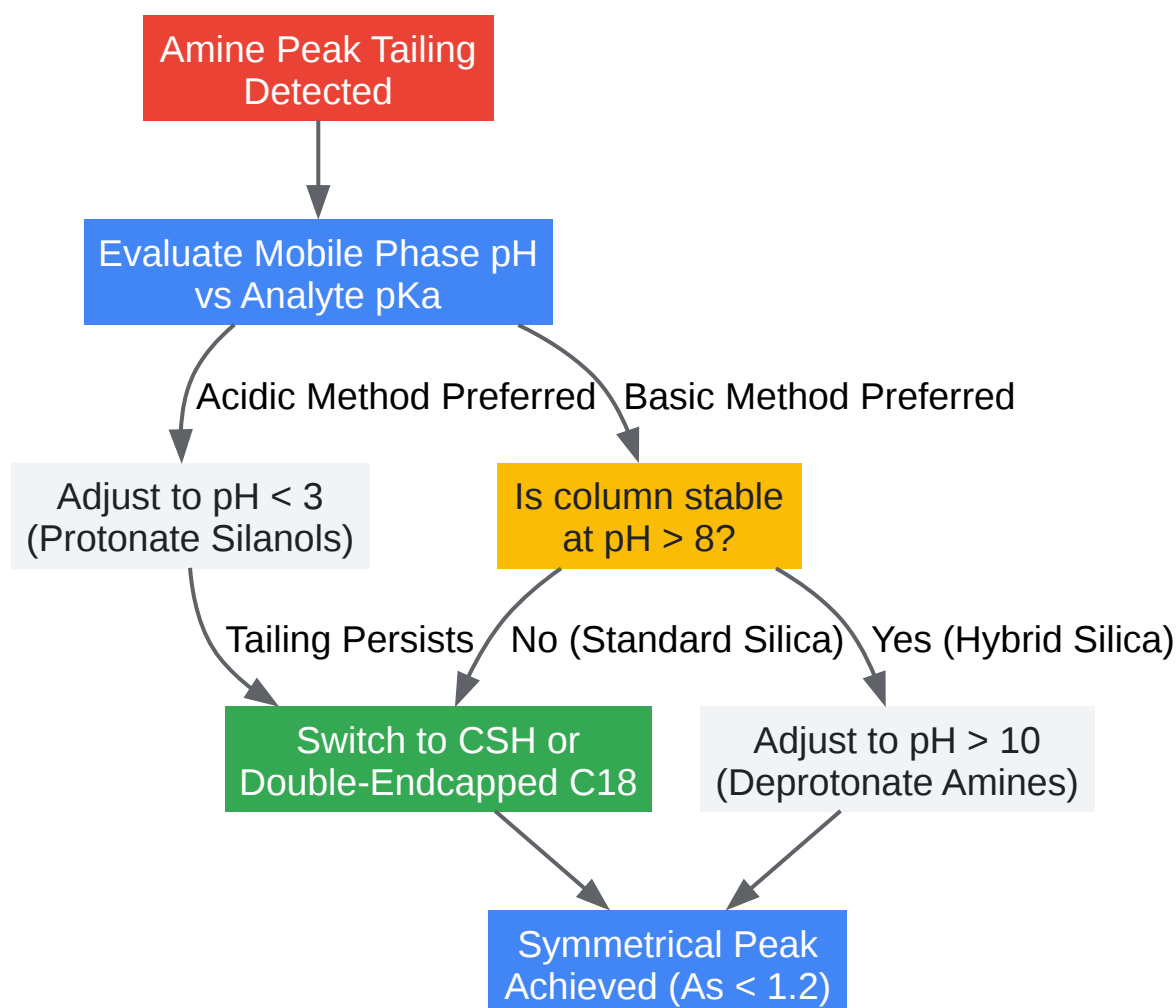 Amine Peak Tailing
Detected
Evaluate Mobile Phase pH
vs Analyte pKa
Acidic Method Preferred
Basic Method Preferred
Adjust to pH < 3
(Protonate Silanols)
Is column stable
at pH > 8?
Tailing Persists
No (Standard Silica)
Yes (Hybrid Silica)
Switch to CSH or
Double-Endcapped C18
Adjust to pH > 10
(Deprotonate Amines)
Symmetrical Peak
Achieved (As < 1.2)